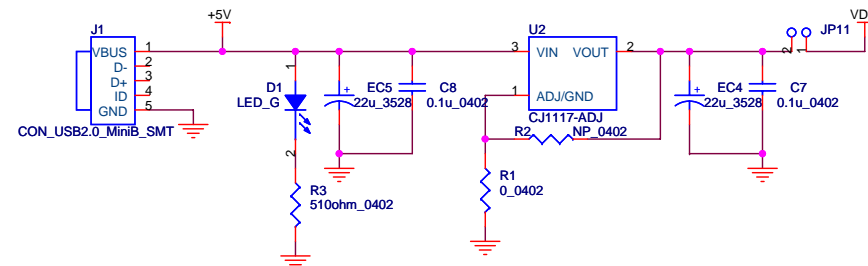 +5V
VD
J1
U2
JP11
VBUS 1
D- 2
D+ 3
ID 4
GND 5
CON_USB2.0_MiniB_SMT
1
D1
LED_G
2
R3
510ohm_0402
EC5
22u_3528
C8
0.1u_0402
3 VIN VOUT 2
1 ADJ/GND
CJ1117-ADJ
R2 NP_0402
R1
0_0402
EC4
22u_3528
C7
0.1u_0402
2 1